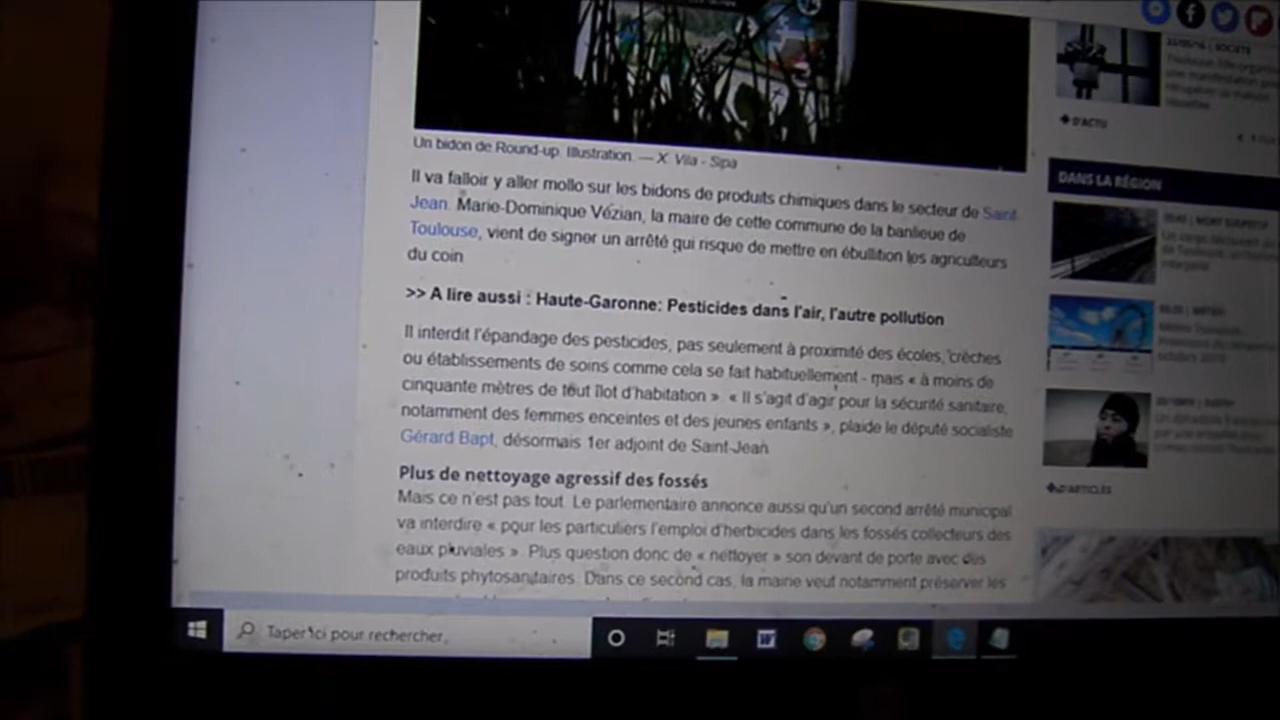 Un bidon de Round-up. Illustration. — X. Vila - Sipa
Il va falloir y aller mollo sur les bidons de produits chimiques dans le secteur de Saint-
Jean. Marie-Dominique Vézian, la maire de cette commune de la banlieue de
Toulouse, vient de signer un arrêté qui risque de mettre en ébullition les agriculteurs
du coin
>> A lire aussi : Haute-Garonne: Pesticides dans l'air, l'autre pollution
Il interdit l'épandage des pesticides, pas seulement à proximité des écoles, crèches
ou établissements de soins comme cela se fait habituellement - mais « à moins de
cinquante mètres de tout îlot d'habitation ». « Il s'agit d'agir pour la sécurité sanitaire,
notamment des femmes enceintes et des jeunes enfants », plaide le député socialiste
Gérard Bapt, désormais 1er adjoint de Saint-Jean
Plus de nettoyage agressif des fossés
Mais ce n'est pas tout. Le parlementaire annonce aussi qu'un second arrêté municipal
va interdire « pour les particuliers l'emploi d'herbicides dans les fossés collecteurs des
eaux pluviales ». Plus question donc de « nettoyer » son devant de porte avec des
produits phytosanitaires. Dans ce second cas, la mairie veut notamment préserver les
D'ACTU
DANS LA RÉGION
D'ARTICLES
Taper ici pour rechercher